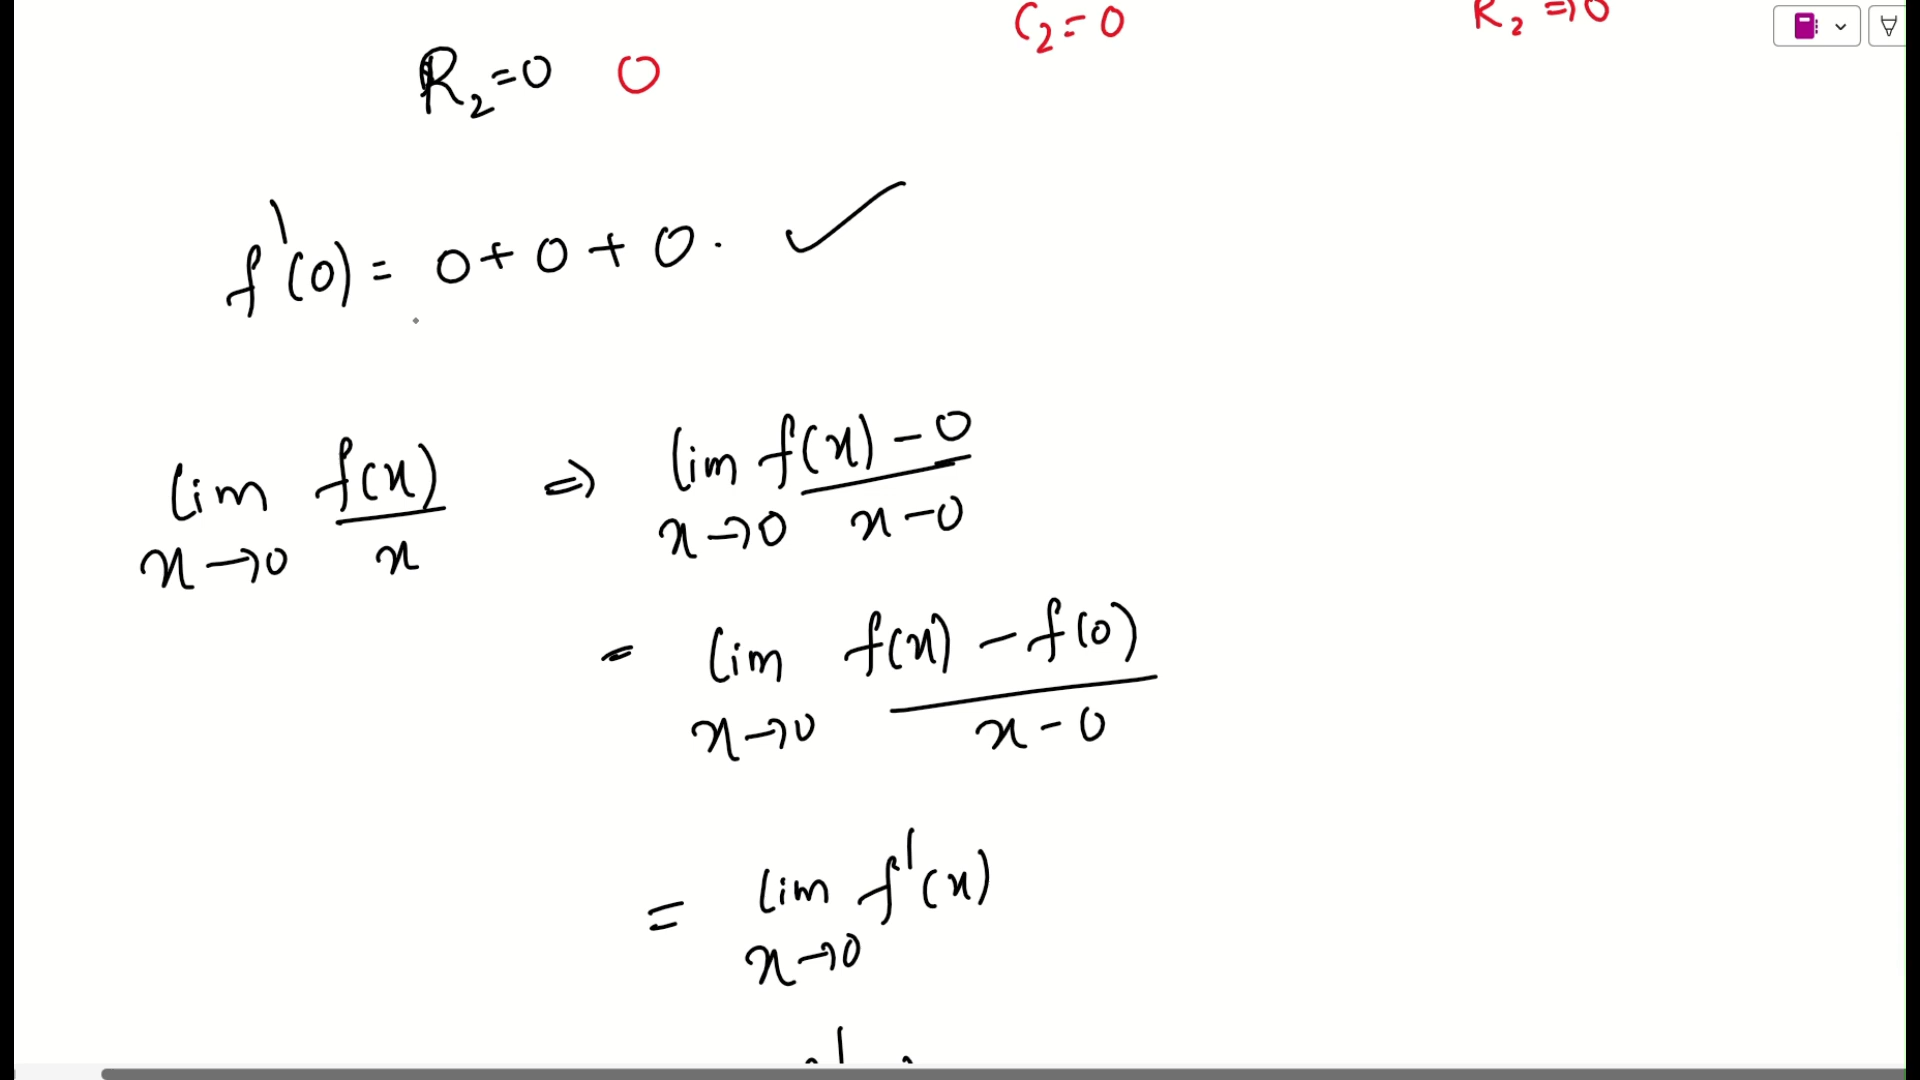 C₂=0 R₂⇒0
R₂=0 0
f'(0) = 0+0+0. ✓
lim f(x)/x ⇒ lim f(x)-0/x-0
x→0 x→0
= lim f(x)-f(0)/x-0
x→0
= lim f'(x)
x→0